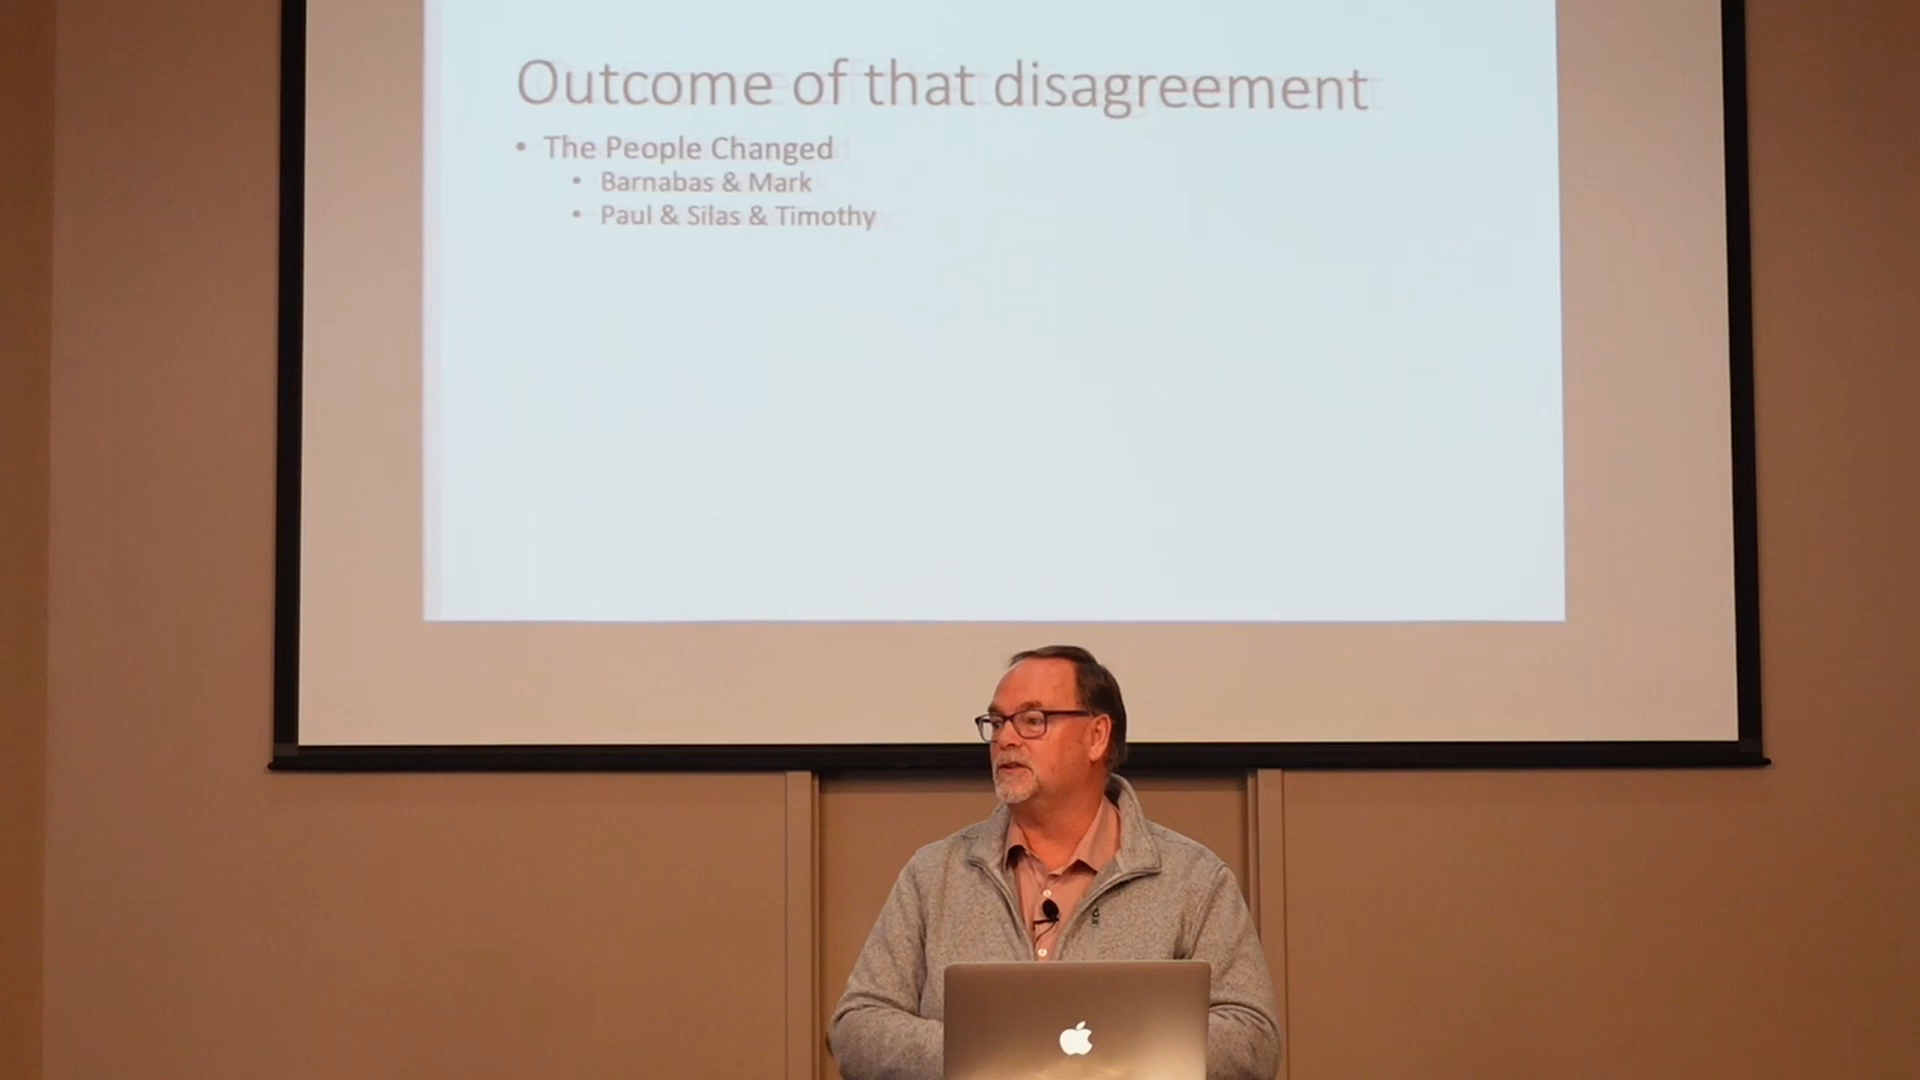 Outcome of that disagreement
• The People Changed
• Barnabas & Mark
• Paul & Silas & Timothy